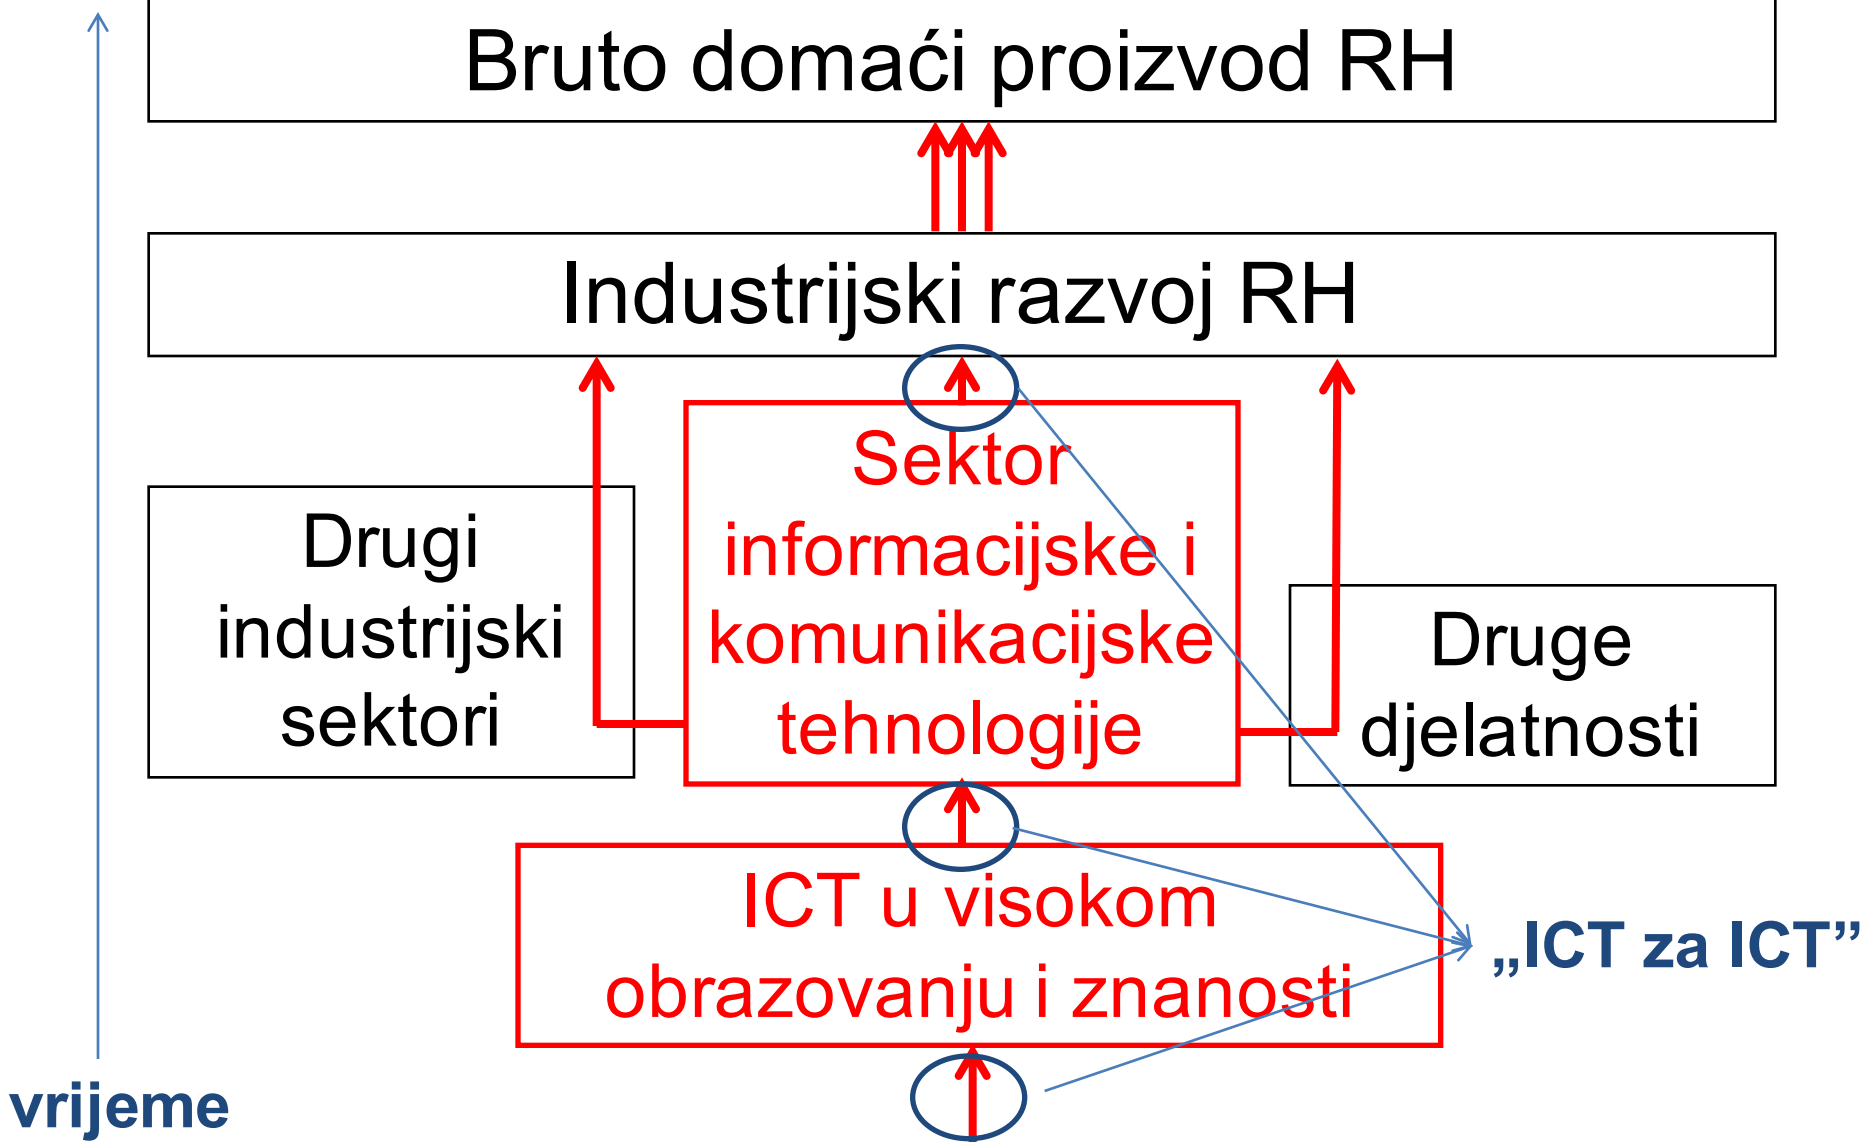 Bruto domaći proizvod RH
Industrijski razvoj RH
Sektor
informacijske i
komunikacijske
tehnologije
Drugi
industrijski
sektori
Druge
djelatnosti
ICT u visokom
obrazovanju i znanosti
„ICT za ICT”
vrijeme